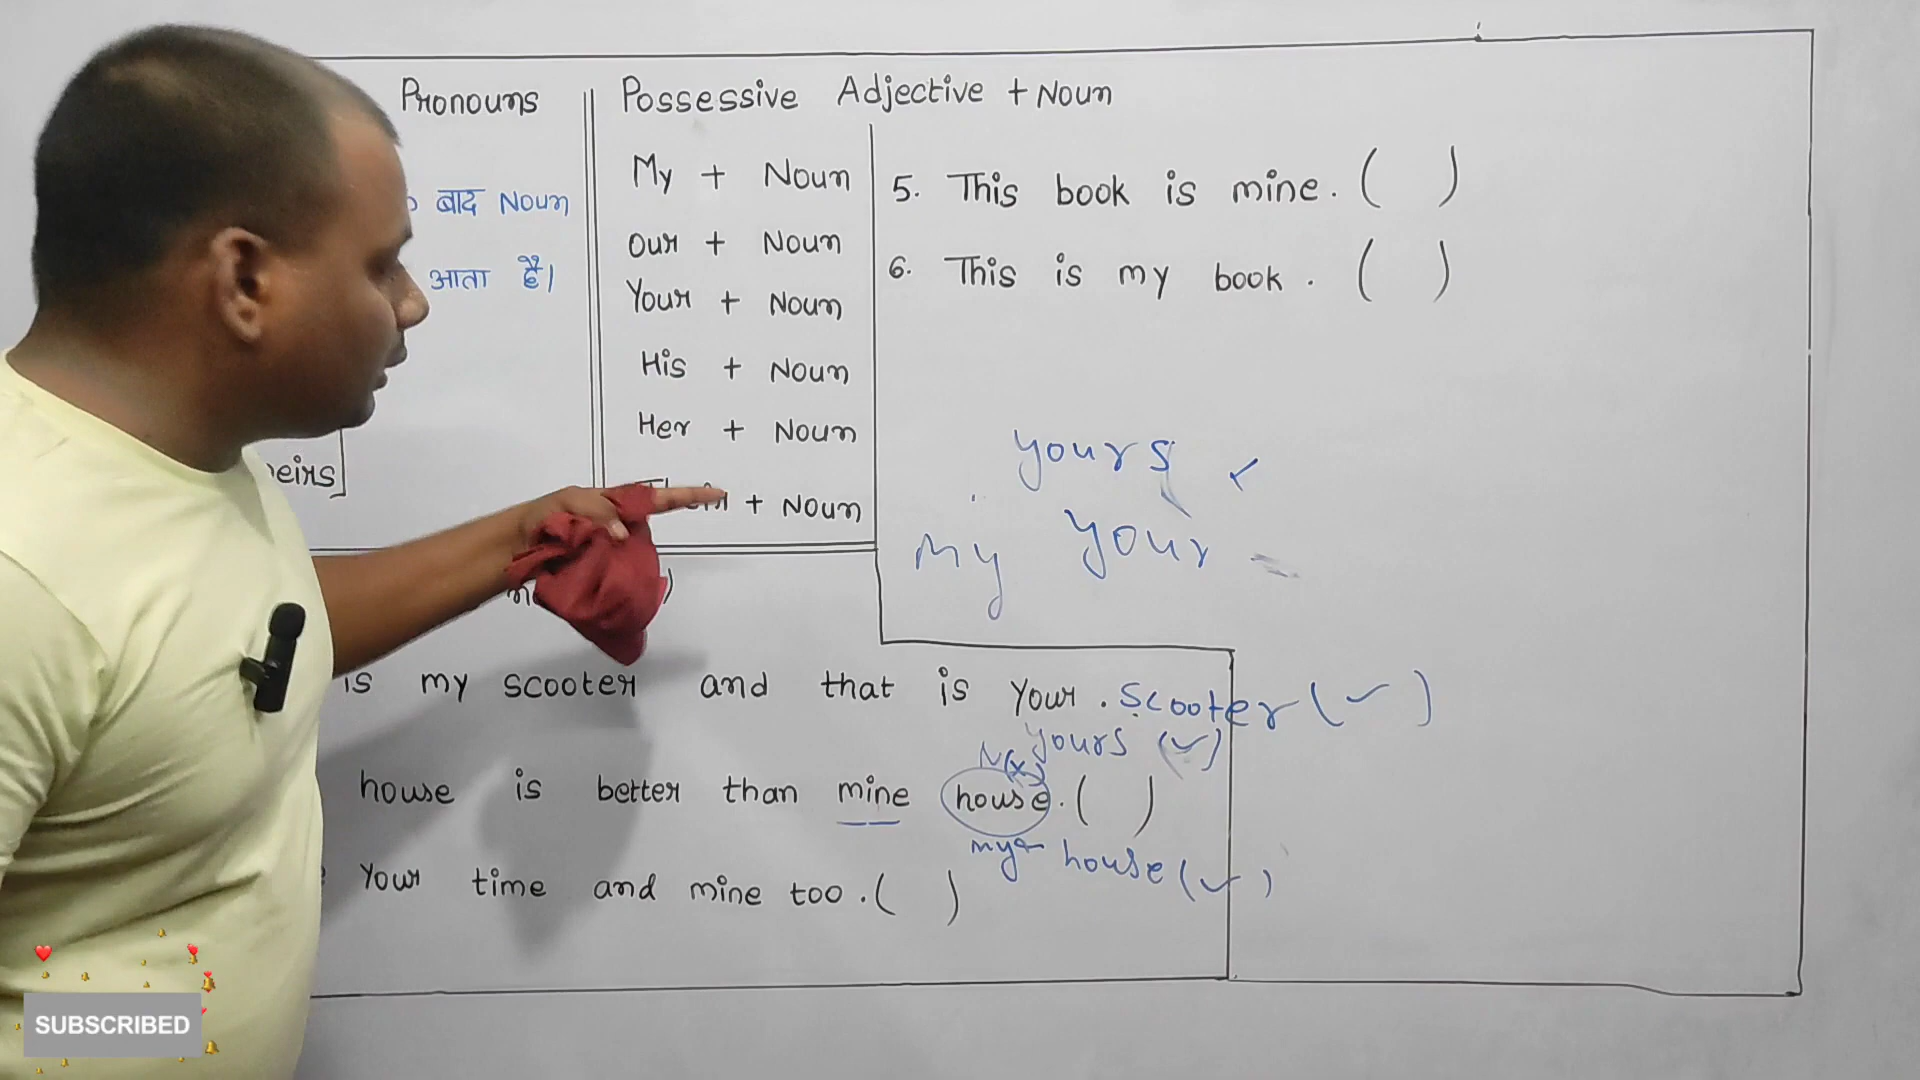 Pronouns
Possessive Adjective + Noun
बाद Noun
आता है।
eirs]
My + Noun
Our + Noun
Your + Noun
His + Noun
Her + Noun
+ Noun
5. This book is mine. ( )
6. This is my book. ( )
yours ✓
my your =
is my scooter and that is your. scooter (✓)
yours (✓)
N(x)
house is better than mine house. ( )
my house (✓)
Your time and mine too. ( )
SUBSCRIBED